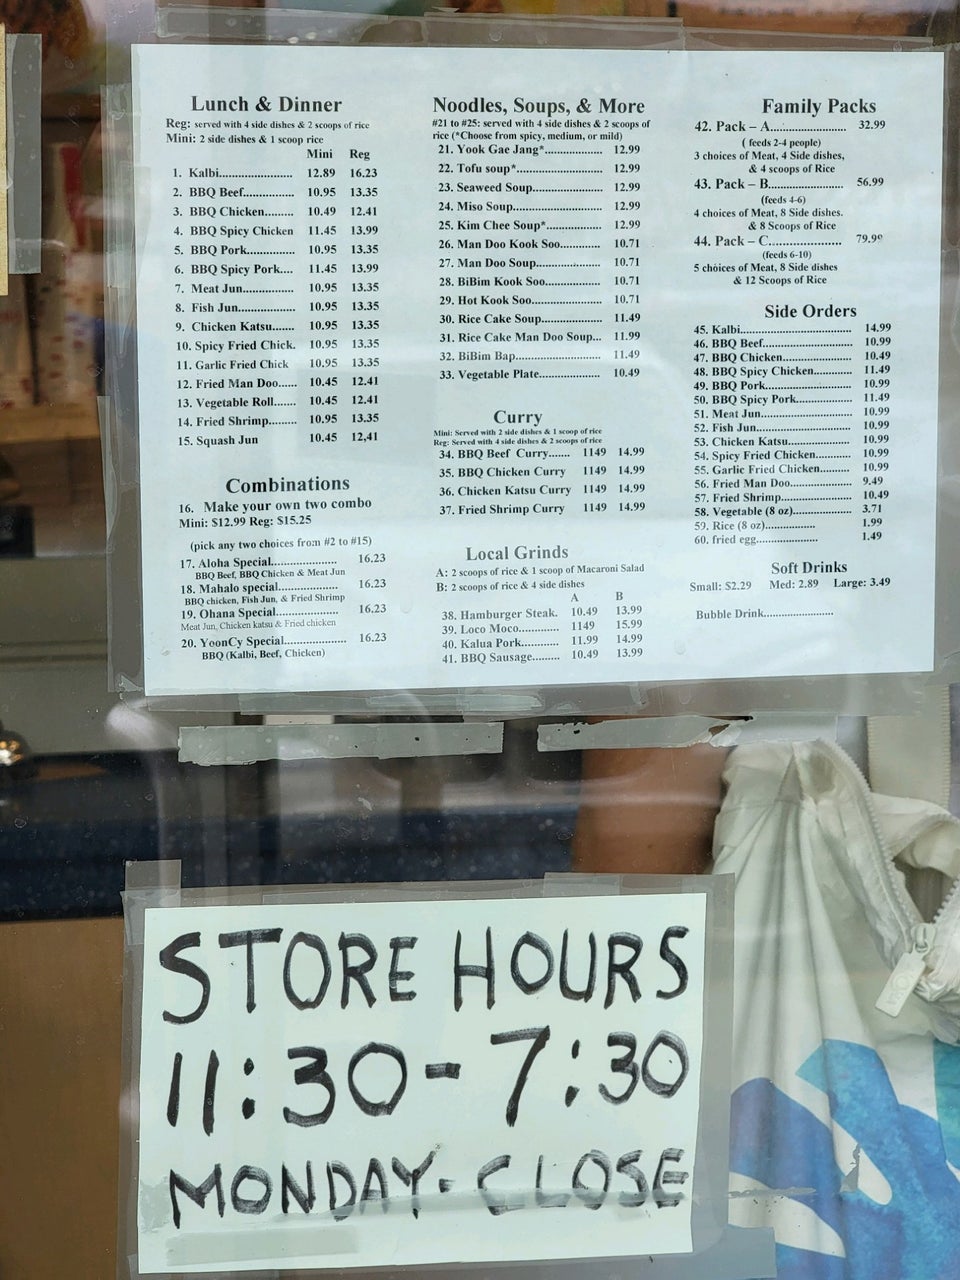 Lunch & Dinner
Reg: served with 4 side dishes & 2 scoops of rice
Mini: 2 side dishes & 1 scoop rice
Mini Reg
1. Kalbi........................ 12.89 16.23
2. BBQ Beef............... 10.95 13.35
3. BBQ Chicken......... 10.49 12.41
4. BBQ Spicy Chicken 11.45 13.99
5. BBQ Pork............... 10.95 13.35
6. BBQ Spicy Pork.... 11.45 13.99
7. Meat Jun............... 10.95 13.35
8. Fish Jun................. 10.95 13.35
9. Chicken Katsu....... 10.95 13.35
10. Spicy Fried Chick. 10.95 13.35
11. Garlic Fried Chick 10.95 13.35
12. Fried Man Doo...... 10.45 12.41
13. Vegetable Roll....... 10.45 12.41
14. Fried Shrimp......... 10.95 13.35
15. Squash Jun 10.45 12,41
Combinations
16. Make your own two combo
Mini: $12.99 Reg: $15.25
(pick any two choices from #2 to #15)
17. Aloha Special..................... 16.23
BBQ Beef, BBQ Chicken & Meat Jun
18. Mahalo special................... 16.23
BBQ chicken, Fish Jun, & Fried Shrimp
19. Ohana Special.................... 16.23
Meat Jun, Chicken katsu & Fried chicken
20. YoonCy Special.................... 16.23
BBQ (Kalbi, Beef, Chicken)
Noodles, Soups, & More
#21 to #25: served with 4 side dishes & 2 scoops of
rice (*Choose from spicy, medium, or mild)
21. Yook Gae Jang*.................. 12.99
22. Tofu soup*........................... 12.99
23. Seaweed Soup...................... 12.99
24. Miso Soup............................ 12.99
25. Kim Chee Soup*.................. 12.99
26. Man Doo Kook Soo.............. 10.71
27. Man Doo Soup..................... 10.71
28. BiBim Kook Soo................... 10.71
29. Hot Kook Soo....................... 10.71
30. Rice Cake Soup.................... 11.49
31. Rice Cake Man Doo Soup... 11.99
32. BiBim Bap............................ 11.49
33. Vegetable Plate................... 10.49
Curry
Mini: Served with 2 side dishes & 1 scoop of rice
Reg: Served with 4 side dishes & 2 scoops of rice
34. BBQ Beef Curry....... 1149 14.99
35. BBQ Chicken Curry 1149 14.99
36. Chicken Katsu Curry 1149 14.99
37. Fried Shrimp Curry 1149 14.99
Local Grinds
A: 2 scoops of rice & 1 scoop of Macaroni Salad
B: 2 scoops of rice & 4 side dishes
A B
38. Hamburger Steak. 10.49 13.99
39. Loco Moco............ 1149 15.99
40. Kalua Pork........... 11.99 14.99
41. BBQ Sausage......... 10.49 13.99
Family Packs
42. Pack – A......................... 32.99
( feeds 2-4 people)
3 choices of Meat, 4 Side dishes,
& 4 scoops of Rice
43. Pack – B......................... 56.99
(feeds 4-6)
4 choices of Meat, 8 Side dishes.
& 8 Scoops of Rice
44. Pack – C........................ 79.99
(feeds 6-10)
5 choices of Meat, 8 Side dishes
& 12 Scoops of Rice
Side Orders
45. Kalbi................................. 14.99
46. BBQ Beef......................... 10.99
47. BBQ Chicken.................... 10.49
48. BBQ Spicy Chicken........... 11.49
49. BBQ Pork......................... 10.99
50. BBQ Spicy Pork................ 11.49
51. Meat Jun........................... 10.99
52. Fish Jun............................ 10.99
53. Chicken Katsu.................. 10.99
54. Spicy Fried Chicken........... 10.99
55. Garlic Fried Chicken.......... 10.99
56. Fried Man Doo.................. 9.49
57. Fried Shrimp..................... 10.49
58. Vegetable (8 oz)................ 3.71
59. Rice (8 oz)....................... 1.99
60. fried egg........................... 1.49
Soft Drinks
Small: $2.29 Med: 2.89 Large: 3.49
Bubble Drink.......................
STORE HOURS
11:30-7:30
MONDAY. CLOSE